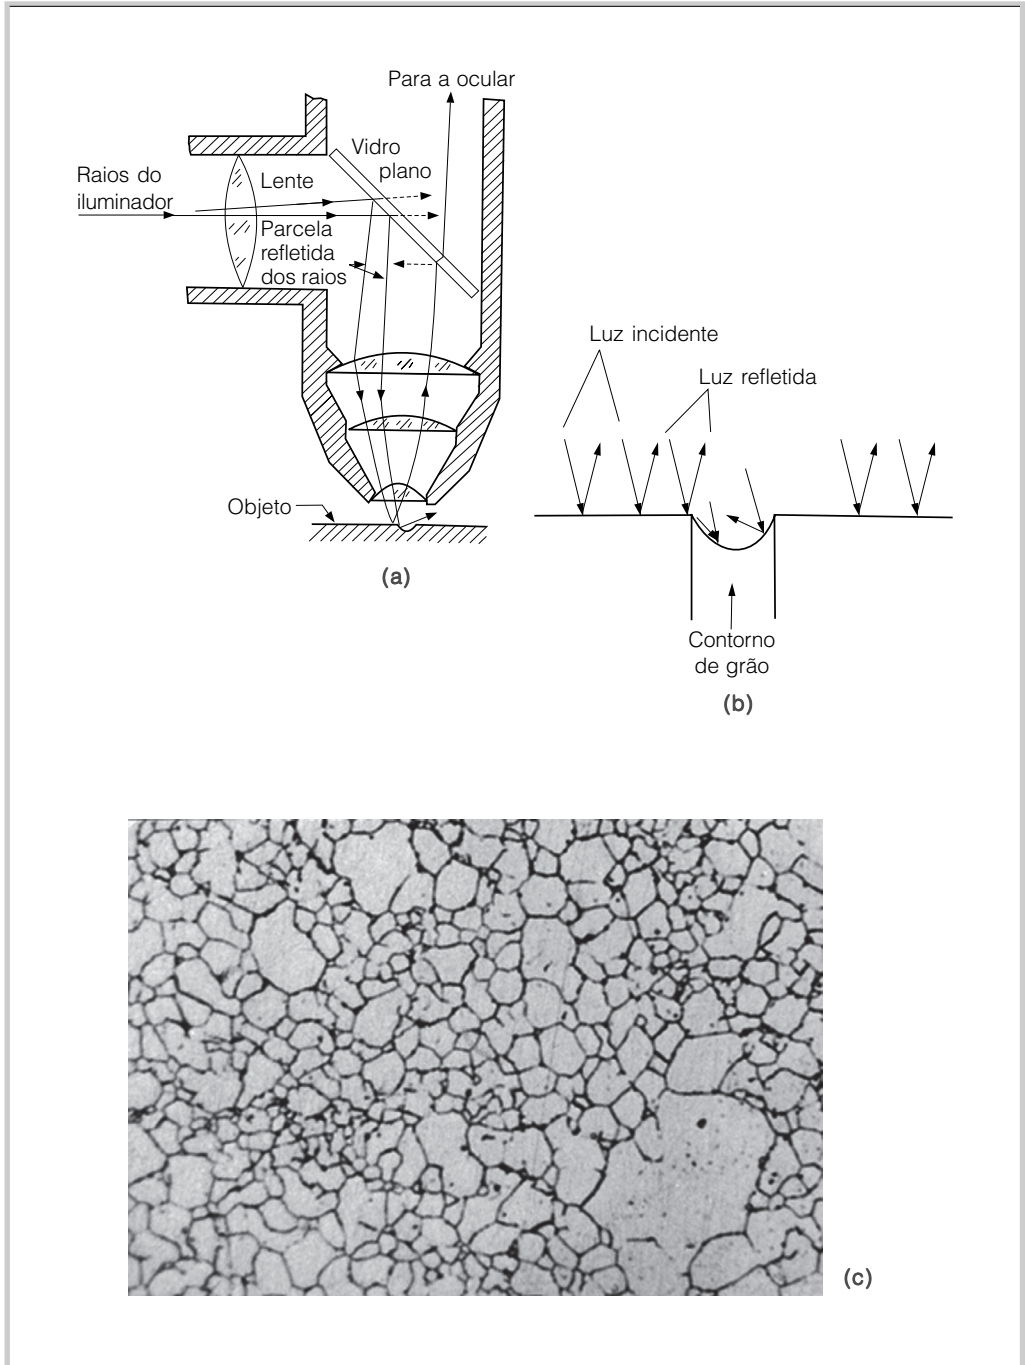 Para a ocular
Vidro
plano
Raios do
iluminador
Lente
Parcela
refletida
dos raios
Objeto
(a)
Luz incidente
Luz refletida
Contorno
de grão
(b)
(c)